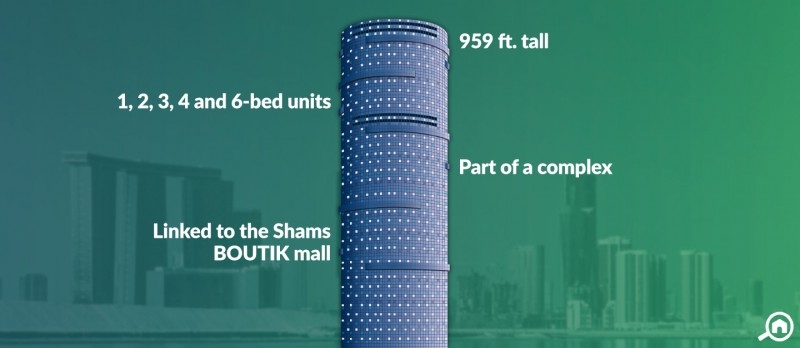 959 ft. tall
1, 2, 3, 4 and 6-bed units
Part of a complex
Linked to the Shams
BOUTIK mall